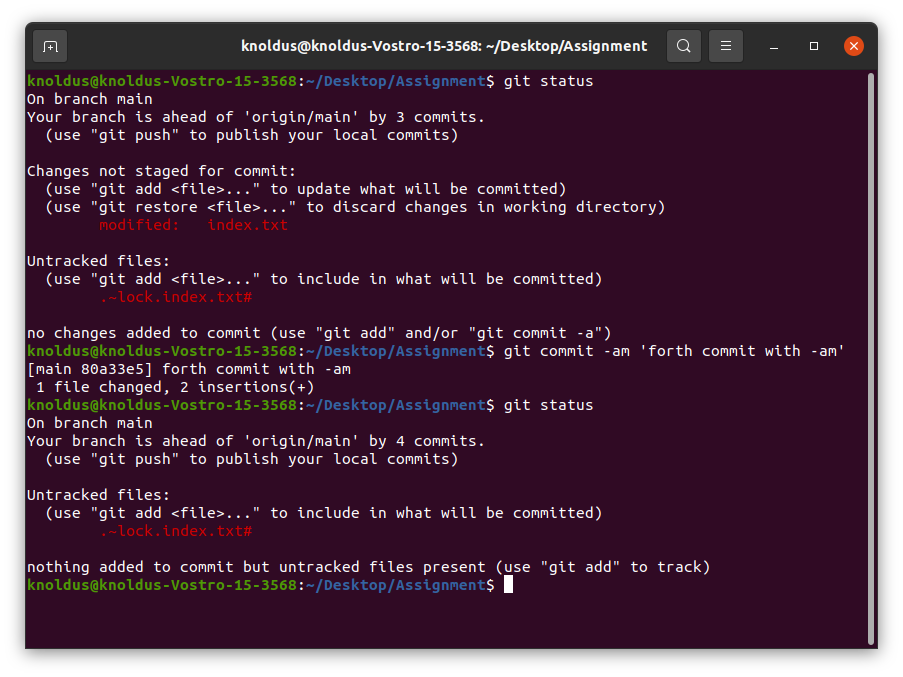 knoldus@knoldus-Vostro-15-3568: ~/Desktop/Assignment
knoldus@knoldus-Vostro-15-3568:~/Desktop/Assignment$ git status
On branch main
Your branch is ahead of 'origin/main' by 3 commits.
  (use "git push" to publish your local commits)

Changes not staged for commit:
  (use "git add <file>..." to update what will be committed)
  (use "git restore <file>..." to discard changes in working directory)
        modified:   index.txt

Untracked files:
  (use "git add <file>..." to include in what will be committed)
        .~lock.index.txt#

no changes added to commit (use "git add" and/or "git commit -a")
knoldus@knoldus-Vostro-15-3568:~/Desktop/Assignment$ git commit -am 'forth commit with -am'
[main 80a33e5] forth commit with -am
 1 file changed, 2 insertions(+)
knoldus@knoldus-Vostro-15-3568:~/Desktop/Assignment$ git status
On branch main
Your branch is ahead of 'origin/main' by 4 commits.
  (use "git push" to publish your local commits)

Untracked files:
  (use "git add <file>..." to include in what will be committed)
        .~lock.index.txt#

nothing added to commit but untracked files present (use "git add" to track)
knoldus@knoldus-Vostro-15-3568:~/Desktop/Assignment$